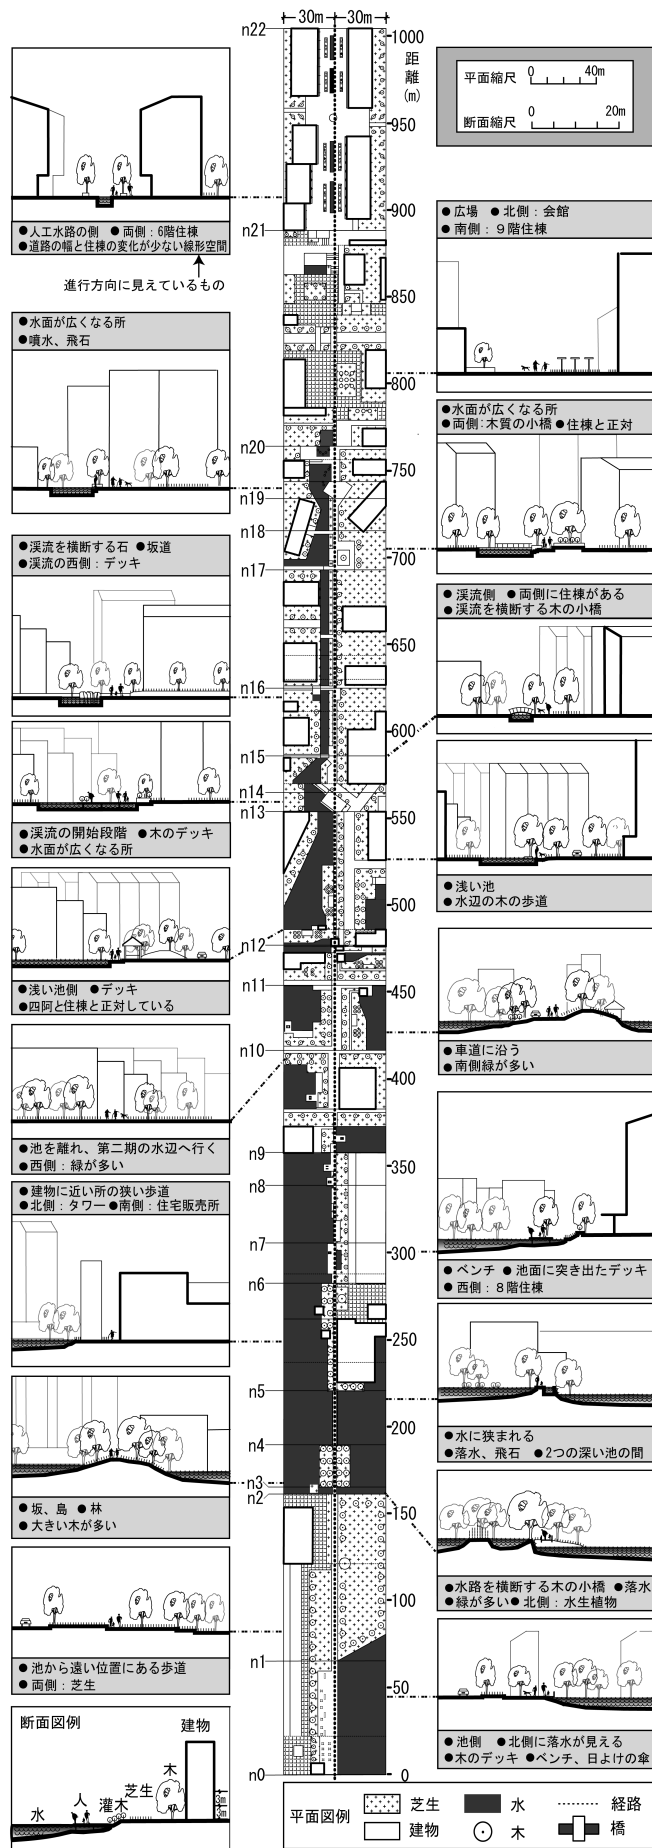 30m 30m
n22
1000
距離(m)
平面縮尺 0 40m
断面縮尺 0 20m
950
900
●人工水路の側 ●両側：6階住棟
●道路の幅と住棟の変化が少ない線形空間
進行方向に見えているもの
n21
●広場 ●北側：会館
●南側：９階住棟
850
●水面が広くなる所
●噴水、飛石
800
●水面が広くなる所
●両側：木質の小橋 ●住棟と正対
n20
750
n19
n18
700
n17
●渓流を横断する石 ●坂道
●渓流の西側：デッキ
●渓流側 ●両側に住棟がある
●渓流を横断する木の小橋
650
n16
600
n15
n14
n13
550
●渓流の開始段階 ●木のデッキ
●水面が広くなる所
●浅い池
●水辺の木の歩道
500
n12
●浅い池側 ●デッキ
●四阿と住棟と正対している
n11
450
●車道に沿う
●南側緑が多い
n10
400
●池を離れ、第二期の水辺へ行く
●西側：緑が多い
n9
350
●建物に近い所の狭い歩道
●北側：タワー ●南側：住宅販売所
n8
n7
300
●ベンチ ●池面に突き出たデッキ
●西側：８階住棟
n6
250
n5
200
●水に狭まれる
●落水、飛石 ●2つの深い池の間
n4
n3
n2
●坂、島 ●林
●大きい木が多い
150
●水路を横断する木の小橋 ●落水
●緑が多い ●北側：水生植物
100
●池から遠い位置にある歩道
●両側：芝生
n1
50
●池側 ●北側に落水が見える
●木のデッキ ●ベンチ、日よけの傘
n0
0
断面図例 建物
木
芝生
灌木
人
水
3m
3m
平面図例 芝生 水 経路
建物 木 橋